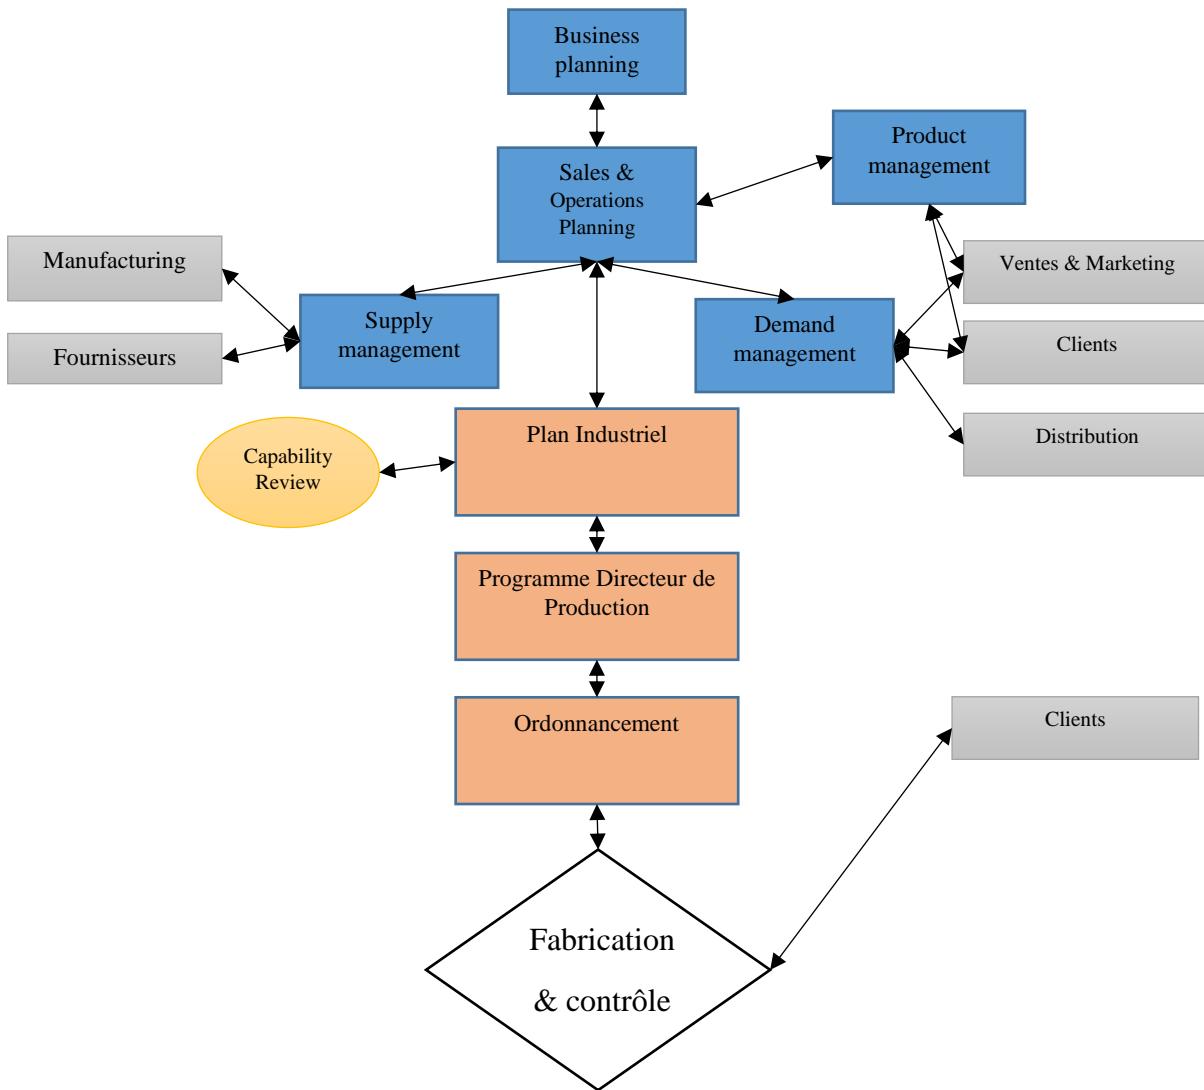 Business
planning
Product
management
Sales &
Operations
Planning
Manufacturing
Ventes & Marketing
Supply
management
Demand
management
Fournisseurs
Clients
Plan Industriel
Distribution
Capability
Review
Programme Directeur de
Production
Ordonnancement
Clients
Fabrication
& contrôle